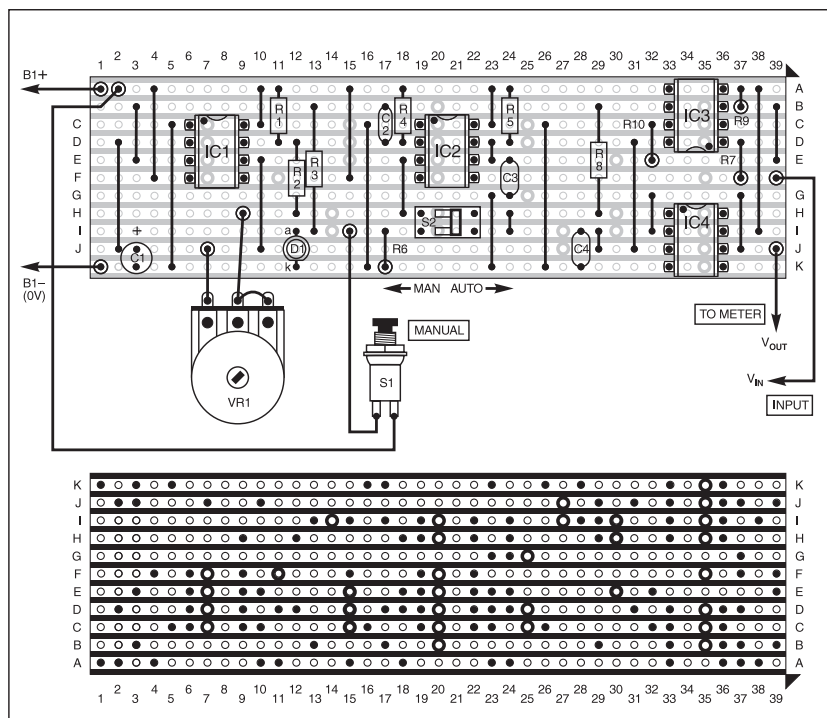 1 2 3 4 5 6 7 8 9 10 11 12 13 14 15 16 17 18 19 20 21 22 23 24 25 26 27 28 29 30 31 32 33 34 35 36 37 38 39
B1+
A A
B
C C
D D
E E
F F
G G
H H
I I
J J
K K
IC1
R1
R2
R3
C2
R4
IC2
R5
C3
S2
R8
R10
IC3
R9
R7
IC4
C4
R6
a
D1
k
+
C1
B1−
(0V)
MAN AUTO
MANUAL
S1
VR1
TO METER
VOUT
VIN
INPUT
K K
J J
I I
H H
G G
F F
E E
D D
C C
B B
A A
1 2 3 4 5 6 7 8 9 10 11 12 13 14 15 16 17 18 19 20 21 22 23 24 25 26 27 28 29 30 31 32 33 34 35 36 37 38 39